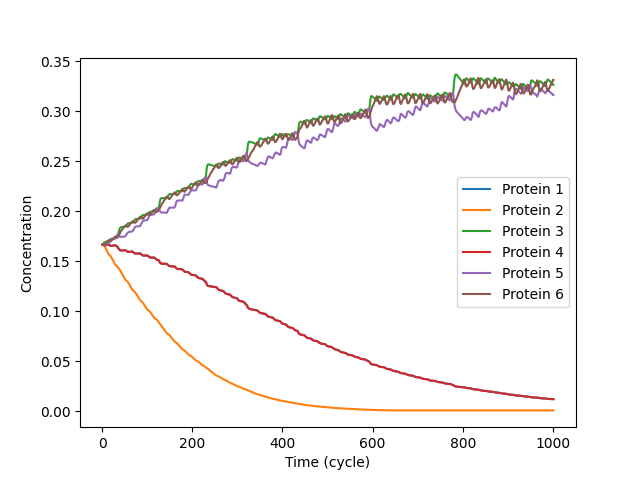 0.35
0.30
0.25
0.20
0.15
0.10
0.05
0.00
Concentration
0 200 400 600 800 1000
Time (cycle)
Protein 1
Protein 2
Protein 3
Protein 4
Protein 5
Protein 6